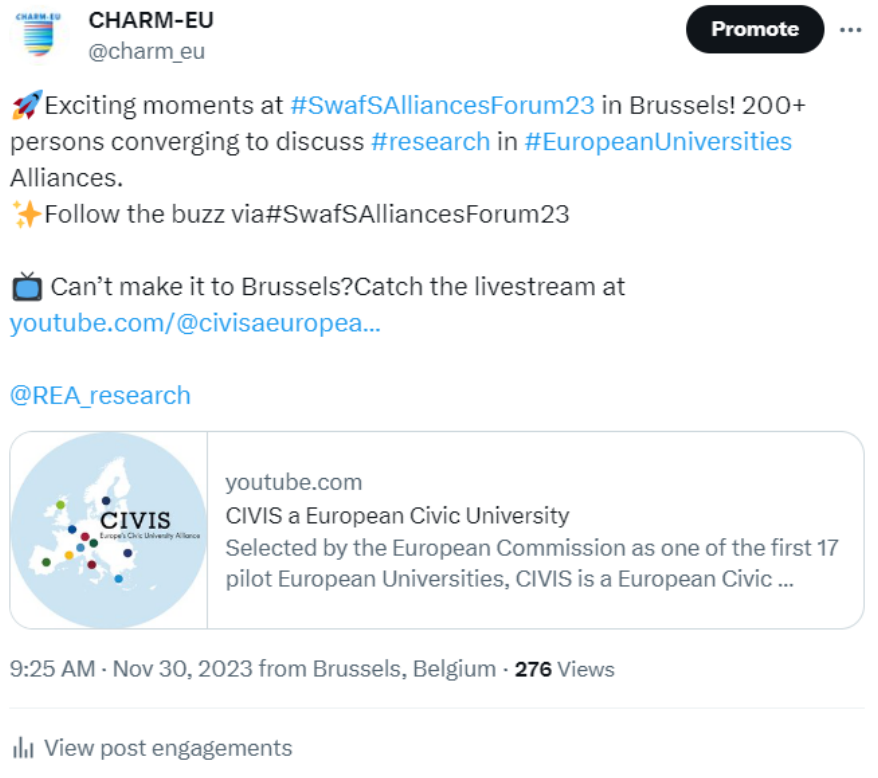 CHARM-EU
CHARM-EU
@charm_eu
Promote
🚀Exciting moments at #SwafSAlliancesForum23 in Brussels! 200+
persons converging to discuss #research in #EuropeanUniversities
Alliances.
✨Follow the buzz via#SwafSAlliancesForum23
📺 Can’t make it to Brussels?Catch the livestream at
youtube.com/@civisaeuropea...
@REA_research
CIVIS
Europe's Civic University Alliance
youtube.com
CIVIS a European Civic University
Selected by the European Commission as one of the first 17
pilot European Universities, CIVIS is a European Civic ...
9:25 AM · Nov 30, 2023 from Brussels, Belgium · 276 Views
View post engagements